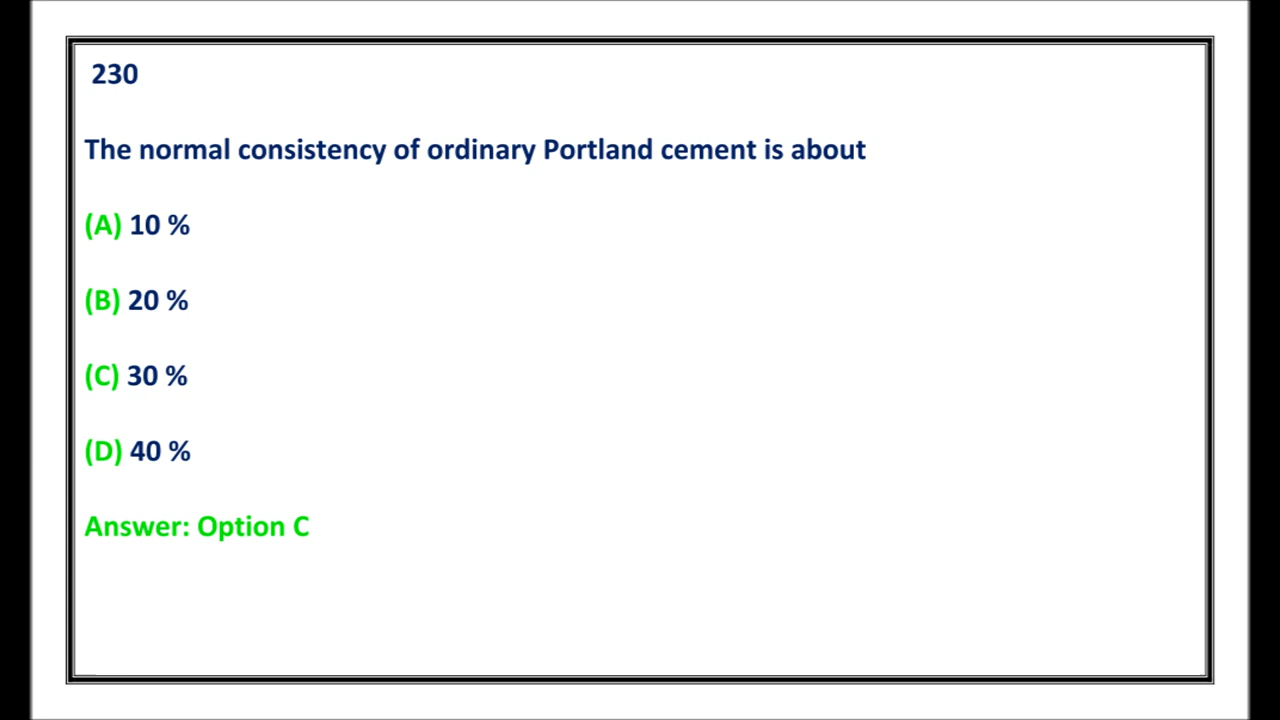 230
The normal consistency of ordinary Portland cement is about
(A) 10 %
(B) 20 %
(C) 30 %
(D) 40 %
Answer: Option C